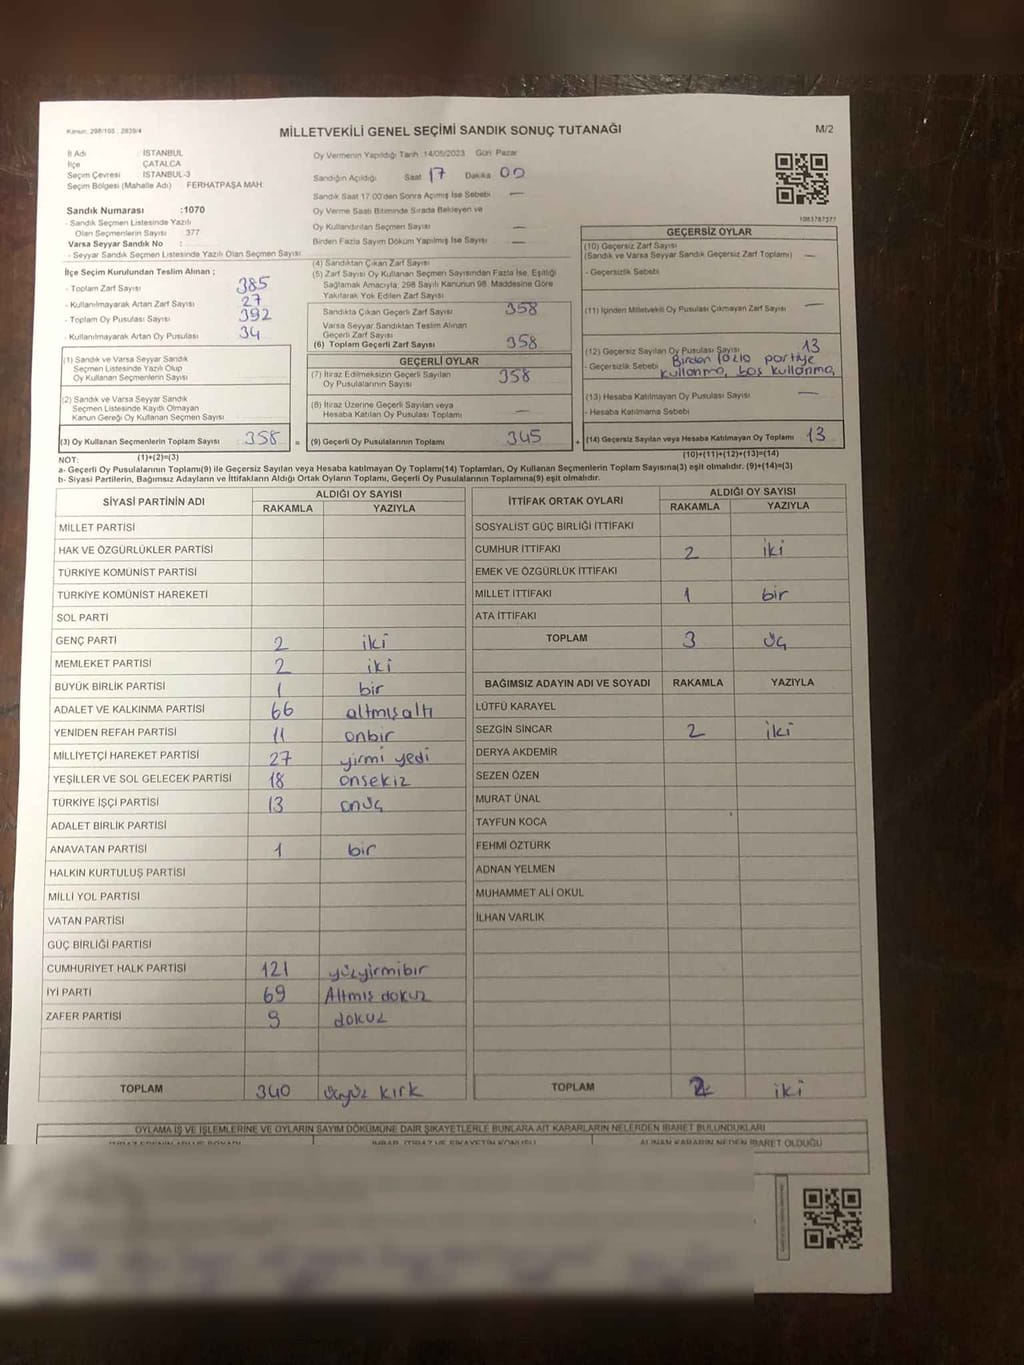 Kanun: 298/105 , 2839/4
MİLLETVEKİLİ GENEL SEÇİMİ SANDIK SONUÇ TUTANAĞI
M/2
İl Adı : İSTANBUL
İlçe : ÇATALCA
Seçim Çevresi : İSTANBUL-3
Seçim Bölgesi (Mahalle Adı) : FERHATPAŞA MAH.
Sandık Numarası :1070
- Sandık Seçmen Listesinde Yazılı
Olan Seçmenlerin Sayısı : 377
Varsa Seyyar Sandık No :
- Seyyar Sandık Seçmen Listesinde Yazılı Olan Seçmen Sayısı:
Oy Vermenin Yapıldığı Tarih :14/05/2023 Gün: Pazar
Sandığın Açıldığı Saat 17 Dakika 00
Sandık Saat 17:00'den Sonra Açılmış İse Sebebi —
Oy Verme Saati Bitiminde Sırada Bekleyen ve
Oy Kullandırılan Seçmen Sayısı —
Birden Fazla Sayım Döküm Yapılmış İse Sayısı —
1083787377
İlçe Seçim Kurulundan Teslim Alınan ;
- Toplam Zarf Sayısı 385
- Kullanılmayarak Artan Zarf Sayısı 27
- Toplam Oy Pusulası Sayısı 392
- Kullanılmayarak Artan Oy Pusulası 34
(1) Sandık ve Varsa Seyyar Sandık
Seçmen Listesinde Yazılı Olup
Oy Kullanan Seçmenlerin Sayısı
(2) Sandık ve Varsa Seyyar Sandık
Seçmen Listesinde Kayıtlı Olmayan
Kanun Gereği Oy Kullanan Seçmen Sayısı
(3) Oy Kullanan Seçmenlerin Toplam Sayısı 358 =
(1)+(2)=(3)
(4) Sandıktan Çıkan Zarf Sayısı
(5) Zarf Sayısı Oy Kullanan Seçmen Sayısından Fazla İse, Eşitliği
Sağlamak Amacıyla, 298 Sayılı Kanunun 98. Maddesine Göre
Yakılarak Yok Edilen Zarf Sayısı
Sandıkta Çıkan Geçerli Zarf Sayısı 358
Varsa Seyyar Sandıktan Teslim Alınan
Geçerli Zarf Sayısı
(6) Toplam Geçerli Zarf Sayısı 358
GEÇERLİ OYLAR
(7) İtiraz Edilmeksizin Geçerli Sayılan
Oy Pusulalarının Sayısı 358
(8) İtiraz Üzerine Geçerli Sayılan veya
Hesaba Katılan Oy Pusulası Toplamı —
(9) Geçerli Oy Pusulalarının Toplamı 345 +
GEÇERSİZ OYLAR
(10) Geçersiz Zarf Sayısı
(Sandık ve Varsa Seyyar Sandık Geçersiz Zarf Toplamı) —
- Geçersizlik Sebebi
(11) İçinden Milletvekili Oy Pusulası Çıkmayan Zarf Sayısı —
(12) Geçersiz Sayılan Oy Pusulası Sayısı 13
- Geçersizlik Sebebi Birden fazla partiye
kullanma, boş kullanma,
(13) Hesaba Katılmayan Oy Pusulası Sayısı —
- Hesaba Katılmama Sebebi
(14) Geçersiz Sayılan veya Hesaba Katılmayan Oy Toplamı 13
(10)+(11)+(12)+(13)=(14)
NOT:
a- Geçerli Oy Pusulalarının Toplamı(9) ile Geçersiz Sayılan veya Hesaba katılmayan Oy Toplamı(14) Toplamları, Oy Kullanan Seçmenlerin Toplam Sayısına(3) eşit olmalıdır. (9)+(14)=(3)
b- Siyasi Partilerin, Bağımsız Adayların ve İttifakların Aldığı Ortak Oyların Toplamı, Geçerli Oy Pusulalarının Toplamına(9) eşit olmalıdır.
SİYASİ PARTİNİN ADI ALDIĞI OY SAYISI
RAKAMLA YAZIYLA
MİLLET PARTİSİ
HAK VE ÖZGÜRLÜKLER PARTİSİ
TÜRKİYE KOMÜNİST PARTİSİ
TÜRKİYE KOMÜNİST HAREKETİ
SOL PARTİ
GENÇ PARTİ 2 iki
MEMLEKET PARTİSİ 2 iki
BÜYÜK BİRLİK PARTİSİ 1 bir
ADALET VE KALKINMA PARTİSİ 66 altmışaltı
YENİDEN REFAH PARTİSİ 11 onbir
MİLLİYETÇİ HAREKET PARTİSİ 27 yirmi yedi
YEŞİLLER VE SOL GELECEK PARTİSİ 18 onsekiz
TÜRKİYE İŞÇİ PARTİSİ 13 onüç
ADALET BİRLİK PARTİSİ
ANAVATAN PARTİSİ 1 bir
HALKIN KURTULUŞ PARTİSİ
MİLLİ YOL PARTİSİ
VATAN PARTİSİ
GÜÇ BİRLİĞİ PARTİSİ
CUMHURİYET HALK PARTİSİ 121 yüzyirmibir
İYİ PARTİ 69 Altmış dokuz
ZAFER PARTİSİ 9 dokuz
TOPLAM 340 üçyüz kırk
İTTİFAK ORTAK OYLARI ALDIĞI OY SAYISI
RAKAMLA YAZIYLA
SOSYALİST GÜÇ BİRLİĞİ İTTİFAKI
CUMHUR İTTİFAKI 2 iki
EMEK VE ÖZGÜRLÜK İTTİFAKI
MİLLET İTTİFAKI 1 bir
ATA İTTİFAKI
TOPLAM 3 üç
BAĞIMSIZ ADAYIN ADI VE SOYADI RAKAMLA YAZIYLA
LÜTFÜ KARAYEL
SEZGİN SİNCAR 2 iki
DERYA AKDEMİR
SEZEN ÖZEN
MURAT ÜNAL
TAYFUN KOCA
FEHMİ ÖZTÜRK
ADNAN YELMEN
MUHAMMET ALİ OKUL
İLHAN VARLIK
TOPLAM 2 iki
OYLAMA İŞ VE İŞLEMLERİNE VE OYLARIN SAYIM DÖKÜMÜNE DAİR ŞİKAYETLERLE BUNLARA AİT KARARLARIN NELERDEN İBARET BULUNDUKLARI
ALINAN KARARIN NEDEN İBARET OLDUĞU